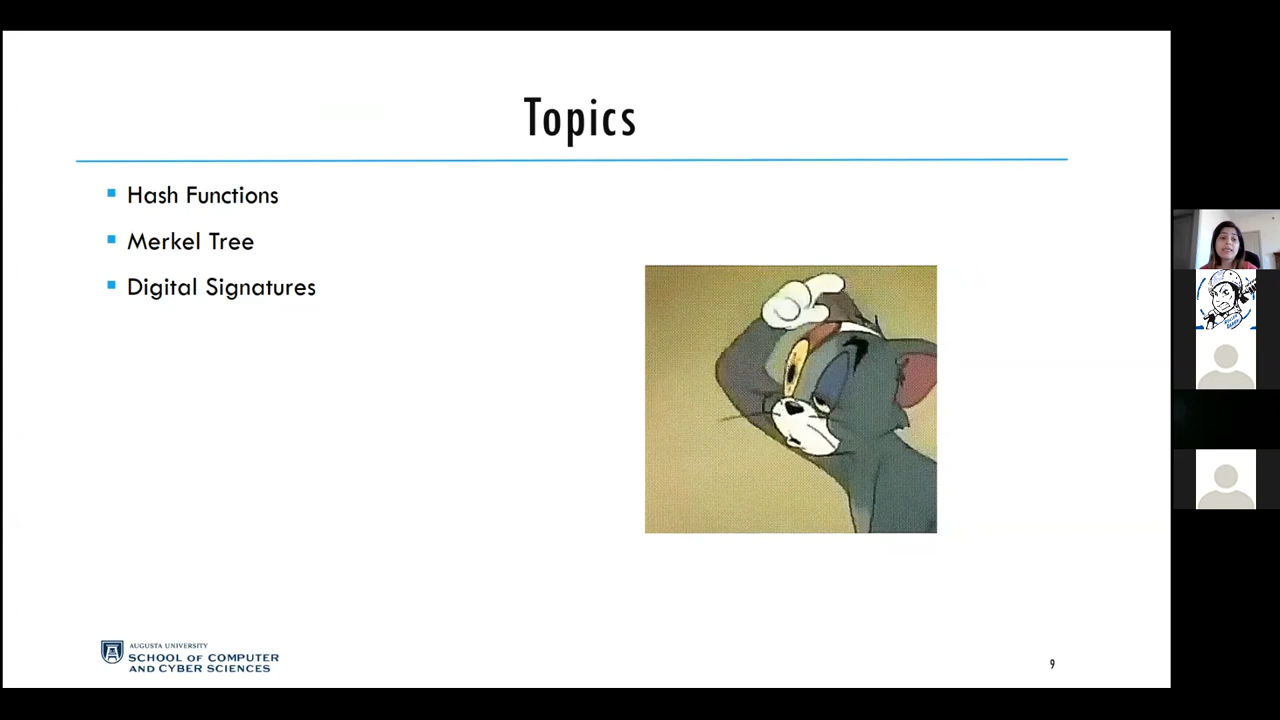 Topics
Hash Functions
Merkel Tree
Digital Signatures
AUGUSTA UNIVERSITY
SCHOOL OF COMPUTER
AND CYBER SCIENCES
9